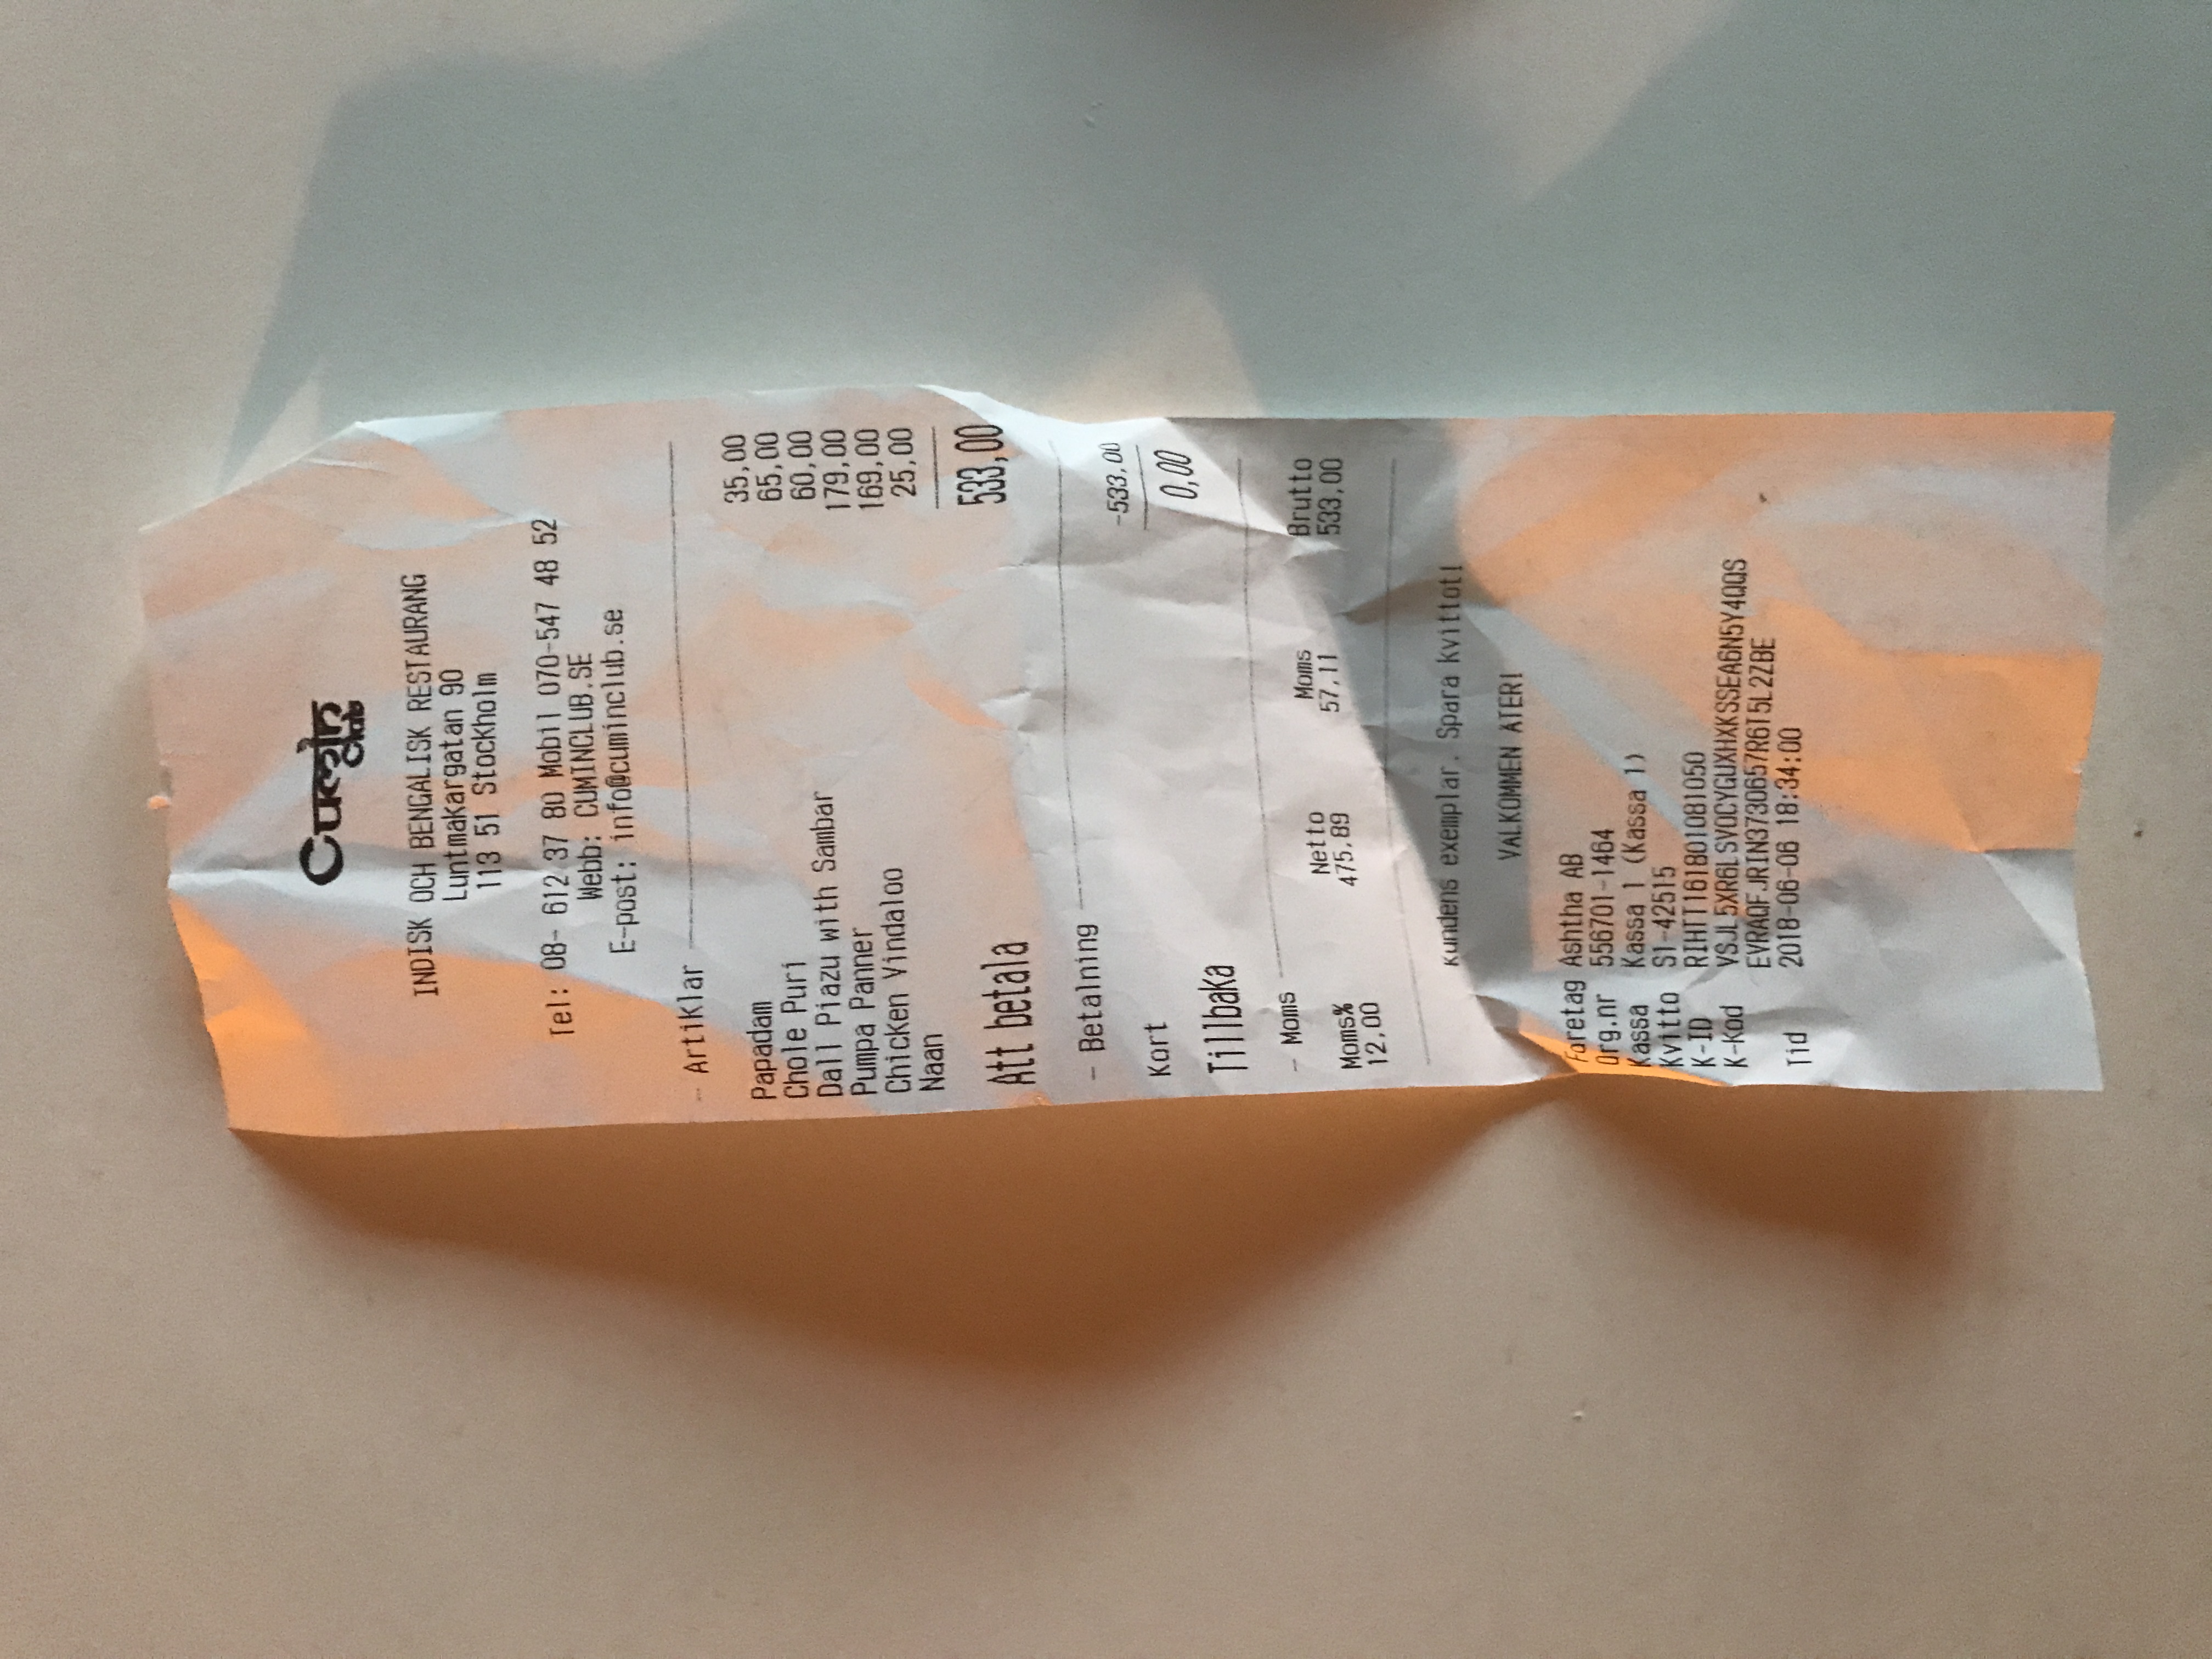 Cumin
Club
INDISK OCH BENGALISK RESTAURANG
Luntmakargatan 90
113 51 Stockholm
Tel: 08- 612 37 80 Mobil 070-547 48 52
Webb: CUMINCLUB.SE
E-post: info@cuminclub.se
- Artiklar
Papadam 35,00
Chole Puri 65,00
Dall Piazu with Sambar 60,00
Pumpa Panner 179,00
Chicken Vindaloo 169,00
Naan 25,00
Att betala 533,00
- Betalning
Kort -533,00
Tillbaka 0,00
- Moms
Moms% Netto Moms Brutto
12,00 475,89 57,11 533,00
Kundens exemplar. Spara kvittot!
VÄLKOMMEN ÅTER!
Företag Ashtha AB
Org.nr 556701-1464
Kassa Kassa 1 (Kassa 1)
Kvitto S1-42515
K-ID RIHTT161801081050
K-Kod VSJL5XR6LSVOCYGUXHXKSSEA6N5Y4QQS
EVRAQFJRIN3730657R6T5L2ZBE
Tid 2018-06-06 18:34:00